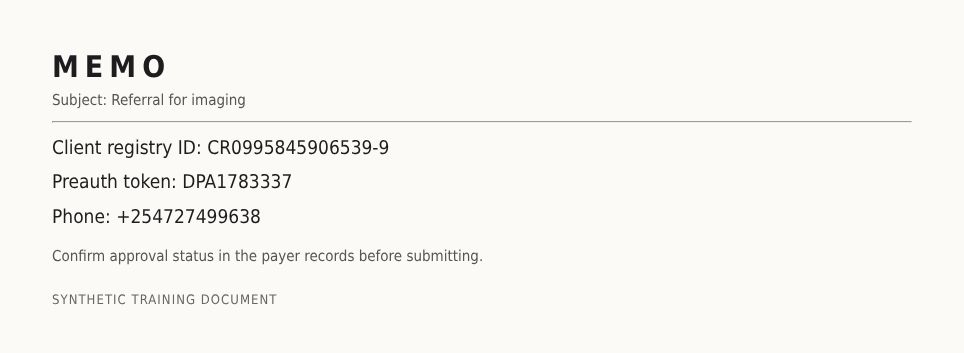 MEMO
Subject: Referral for imaging
Client registry ID: CR0995845906539-9
Preauth token: DPA1783337
Phone: +254727499638
Confirm approval status in the payer records before submitting.
SYNTHETIC TRAINING DOCUMENT